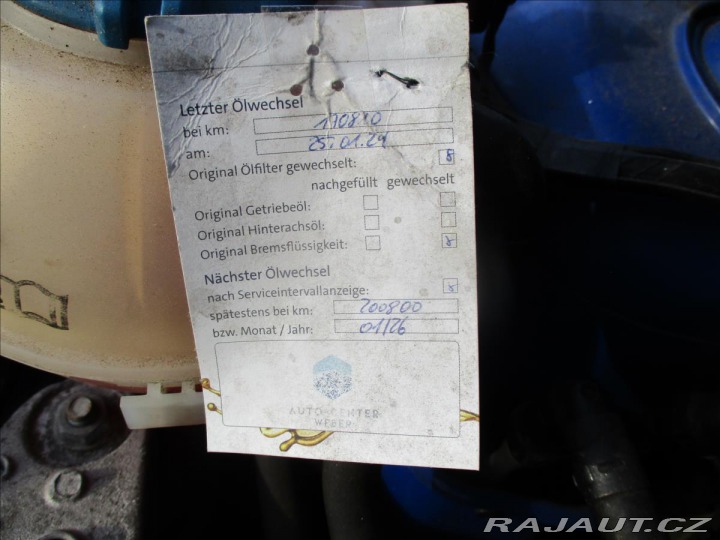 Letzter Ölwechsel
bei km: 170810
am: 25.01.24
Original Ölfilter gewechselt:
nachgefüllt gewechselt
Original Getriebeöl:
Original Hinterachsöl:
Original Bremsflüssigkeit:
Nächster Ölwechsel
nach Serviceintervallanzeige:
spätestens bei km: 200800
bzw. Monat / Jahr: 01/26
AUTO-CENTER
WEBER
RAJAUT.CZ